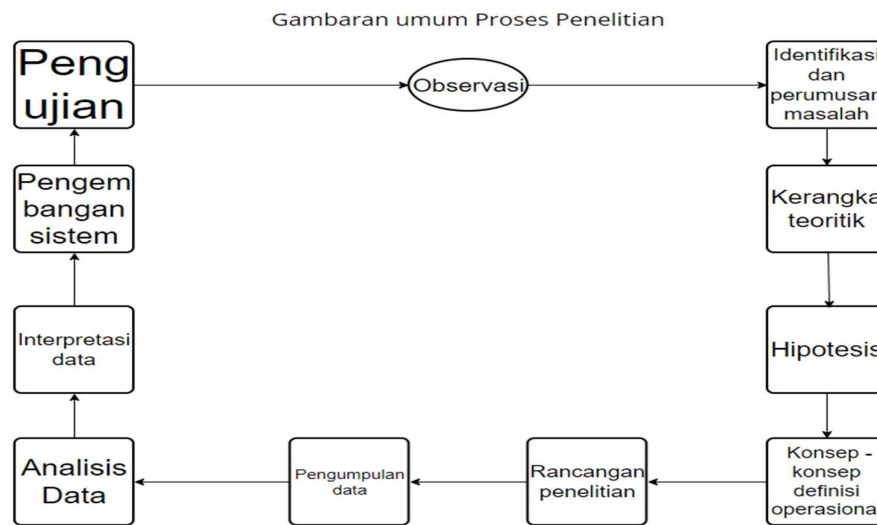 Gambaran umum Proses Penelitian
Peng
ujian
Observasi
Identifikasi
dan
perumusan
masalah
Pengem
bangan
sistem
Kerangka
teoritik
Interpretasi
data
Hipotesis
Analisis
Data
Pengumpulan
data
Rancangan
penelitian
Konsep -
konsep
definisi
operasional